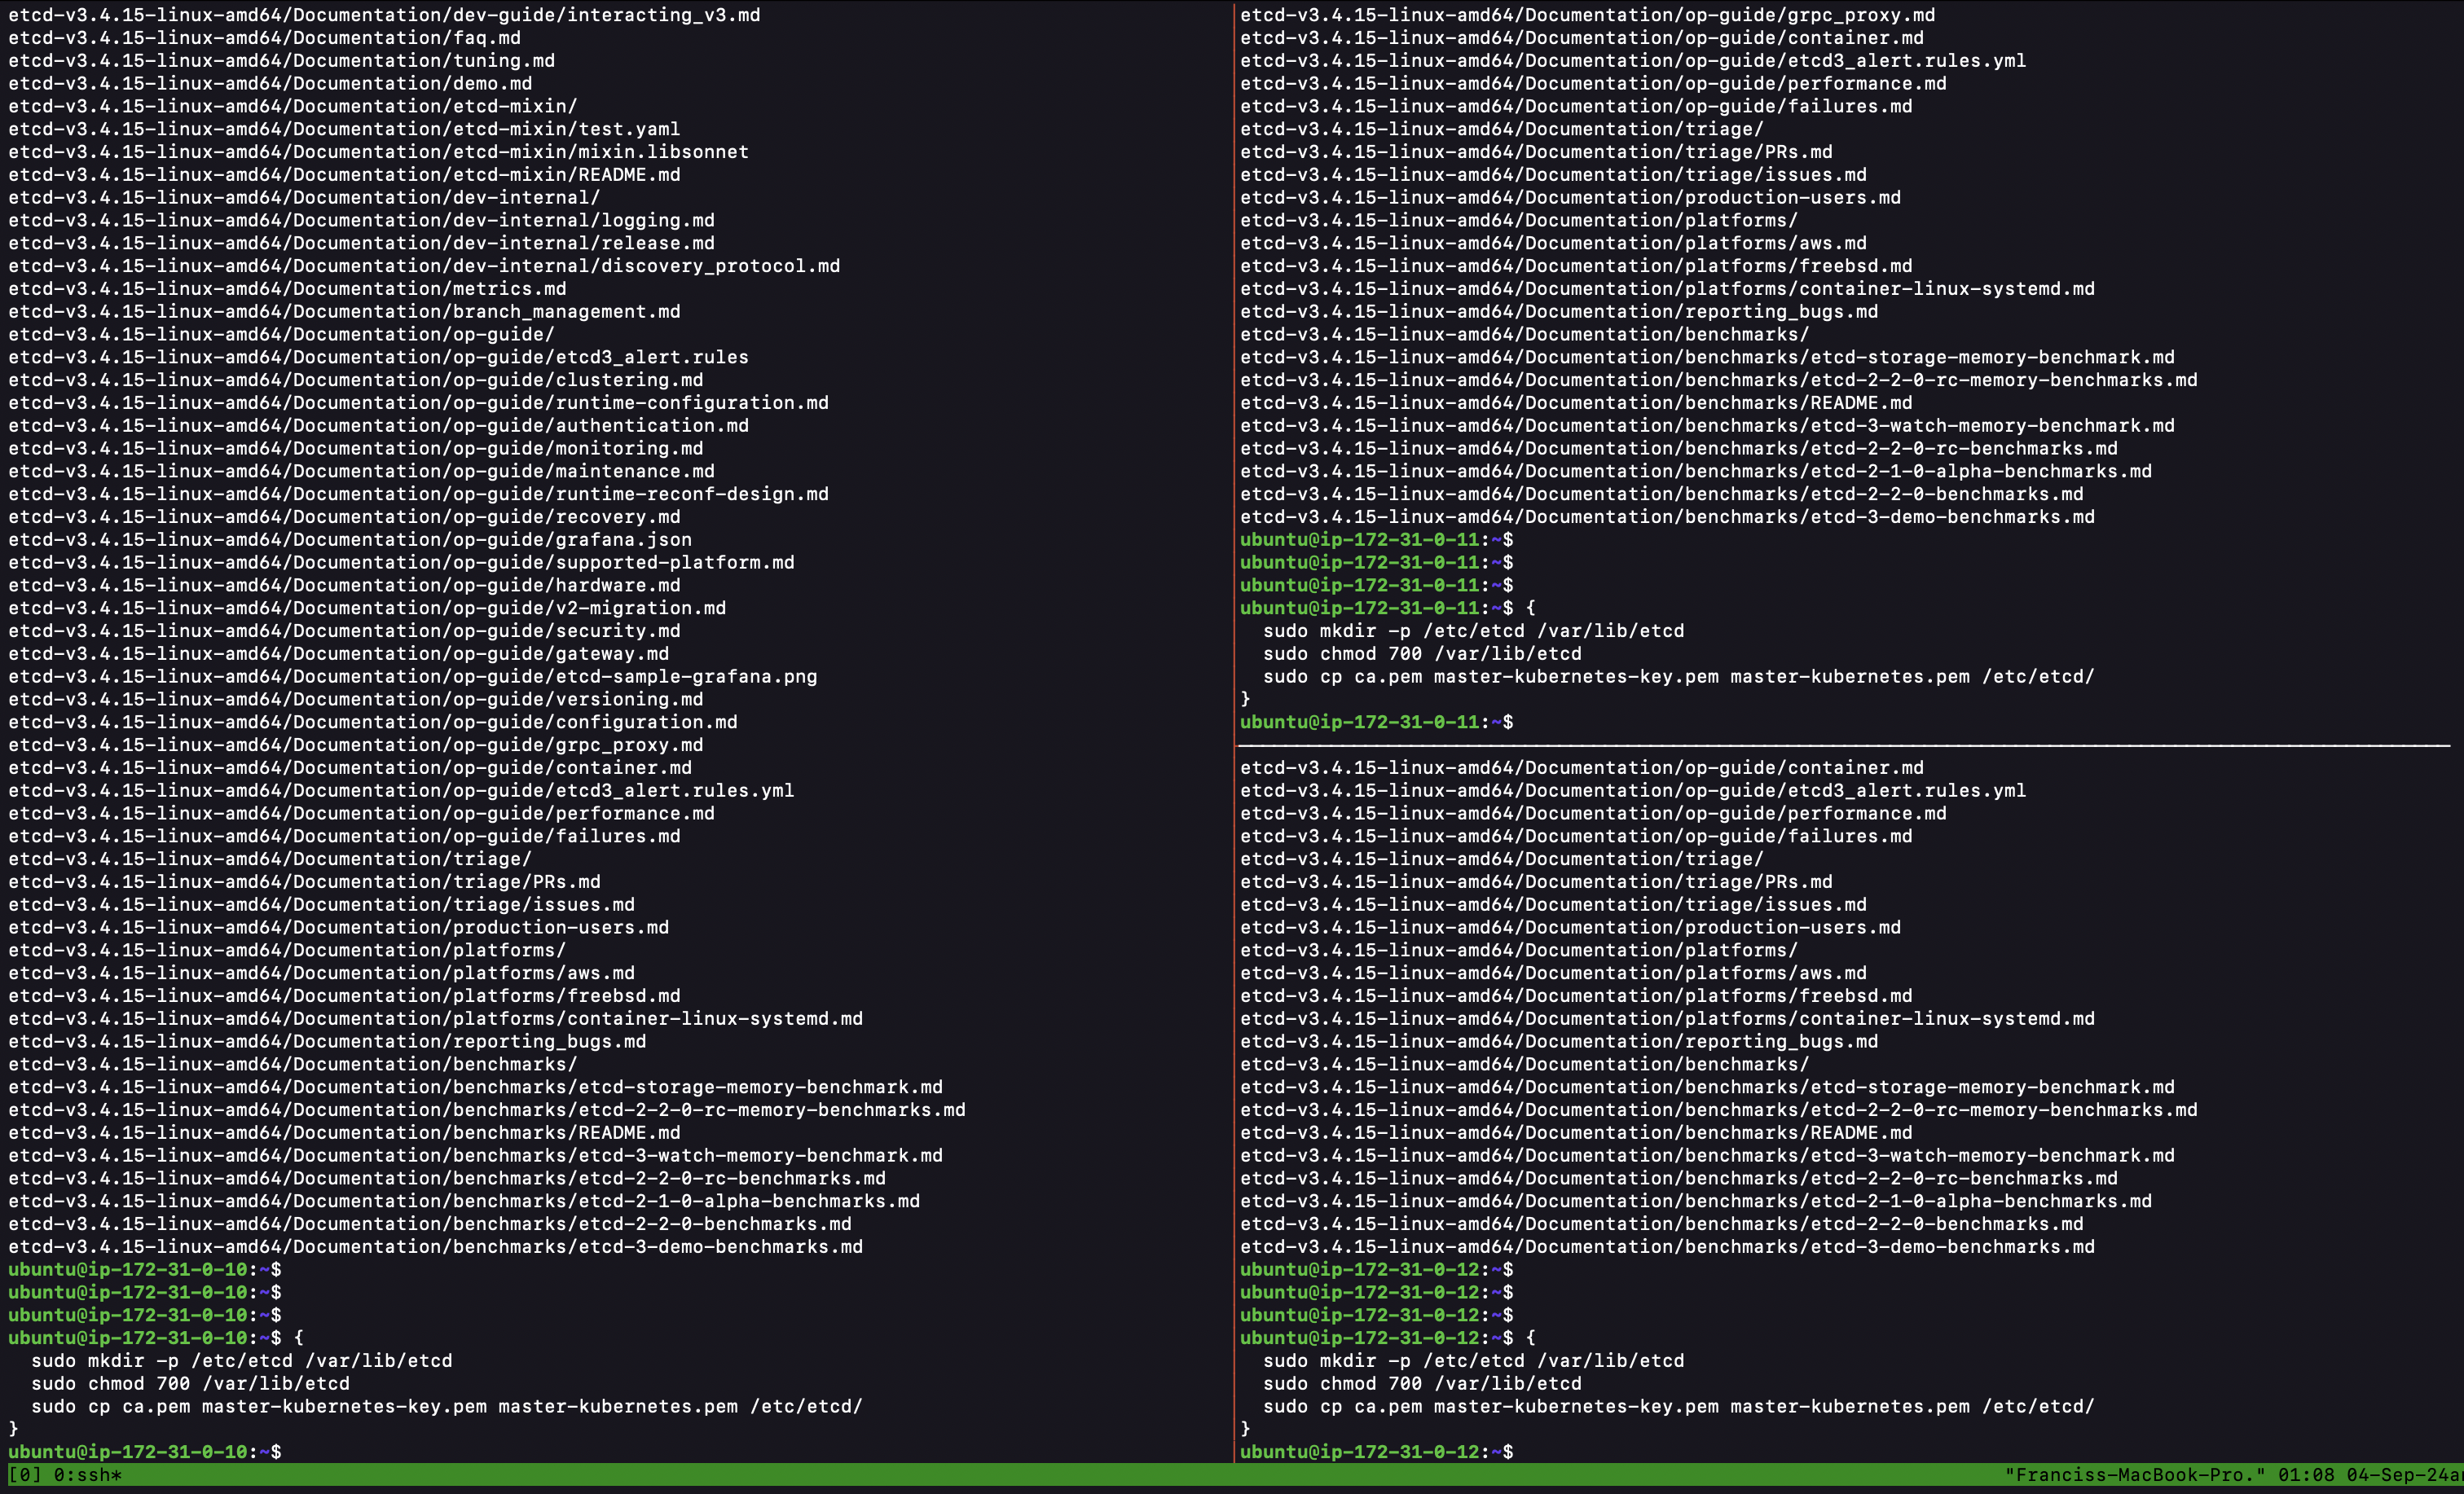 etcd-v3.4.15-linux-amd64/Documentation/dev-guide/interacting_v3.md
etcd-v3.4.15-linux-amd64/Documentation/faq.md
etcd-v3.4.15-linux-amd64/Documentation/tuning.md
etcd-v3.4.15-linux-amd64/Documentation/demo.md
etcd-v3.4.15-linux-amd64/Documentation/etcd-mixin/
etcd-v3.4.15-linux-amd64/Documentation/etcd-mixin/test.yaml
etcd-v3.4.15-linux-amd64/Documentation/etcd-mixin/mixin.libsonnet
etcd-v3.4.15-linux-amd64/Documentation/etcd-mixin/README.md
etcd-v3.4.15-linux-amd64/Documentation/dev-internal/
etcd-v3.4.15-linux-amd64/Documentation/dev-internal/logging.md
etcd-v3.4.15-linux-amd64/Documentation/dev-internal/release.md
etcd-v3.4.15-linux-amd64/Documentation/dev-internal/discovery_protocol.md
etcd-v3.4.15-linux-amd64/Documentation/metrics.md
etcd-v3.4.15-linux-amd64/Documentation/branch_management.md
etcd-v3.4.15-linux-amd64/Documentation/op-guide/
etcd-v3.4.15-linux-amd64/Documentation/op-guide/etcd3_alert.rules
etcd-v3.4.15-linux-amd64/Documentation/op-guide/clustering.md
etcd-v3.4.15-linux-amd64/Documentation/op-guide/runtime-configuration.md
etcd-v3.4.15-linux-amd64/Documentation/op-guide/authentication.md
etcd-v3.4.15-linux-amd64/Documentation/op-guide/monitoring.md
etcd-v3.4.15-linux-amd64/Documentation/op-guide/maintenance.md
etcd-v3.4.15-linux-amd64/Documentation/op-guide/runtime-reconf-design.md
etcd-v3.4.15-linux-amd64/Documentation/op-guide/recovery.md
etcd-v3.4.15-linux-amd64/Documentation/op-guide/grafana.json
etcd-v3.4.15-linux-amd64/Documentation/op-guide/supported-platform.md
etcd-v3.4.15-linux-amd64/Documentation/op-guide/hardware.md
etcd-v3.4.15-linux-amd64/Documentation/op-guide/v2-migration.md
etcd-v3.4.15-linux-amd64/Documentation/op-guide/security.md
etcd-v3.4.15-linux-amd64/Documentation/op-guide/gateway.md
etcd-v3.4.15-linux-amd64/Documentation/op-guide/etcd-sample-grafana.png
etcd-v3.4.15-linux-amd64/Documentation/op-guide/versioning.md
etcd-v3.4.15-linux-amd64/Documentation/op-guide/configuration.md
etcd-v3.4.15-linux-amd64/Documentation/op-guide/grpc_proxy.md
etcd-v3.4.15-linux-amd64/Documentation/op-guide/container.md
etcd-v3.4.15-linux-amd64/Documentation/op-guide/etcd3_alert.rules.yml
etcd-v3.4.15-linux-amd64/Documentation/op-guide/performance.md
etcd-v3.4.15-linux-amd64/Documentation/op-guide/failures.md
etcd-v3.4.15-linux-amd64/Documentation/triage/
etcd-v3.4.15-linux-amd64/Documentation/triage/PRs.md
etcd-v3.4.15-linux-amd64/Documentation/triage/issues.md
etcd-v3.4.15-linux-amd64/Documentation/production-users.md
etcd-v3.4.15-linux-amd64/Documentation/platforms/
etcd-v3.4.15-linux-amd64/Documentation/platforms/aws.md
etcd-v3.4.15-linux-amd64/Documentation/platforms/freebsd.md
etcd-v3.4.15-linux-amd64/Documentation/platforms/container-linux-systemd.md
etcd-v3.4.15-linux-amd64/Documentation/reporting_bugs.md
etcd-v3.4.15-linux-amd64/Documentation/benchmarks/
etcd-v3.4.15-linux-amd64/Documentation/benchmarks/etcd-storage-memory-benchmark.md
etcd-v3.4.15-linux-amd64/Documentation/benchmarks/etcd-2-2-0-rc-memory-benchmarks.md
etcd-v3.4.15-linux-amd64/Documentation/benchmarks/README.md
etcd-v3.4.15-linux-amd64/Documentation/benchmarks/etcd-3-watch-memory-benchmark.md
etcd-v3.4.15-linux-amd64/Documentation/benchmarks/etcd-2-2-0-rc-benchmarks.md
etcd-v3.4.15-linux-amd64/Documentation/benchmarks/etcd-2-1-0-alpha-benchmarks.md
etcd-v3.4.15-linux-amd64/Documentation/benchmarks/etcd-2-2-0-benchmarks.md
etcd-v3.4.15-linux-amd64/Documentation/benchmarks/etcd-3-demo-benchmarks.md
ubuntu@ip-172-31-0-10:~$
ubuntu@ip-172-31-0-10:~$
ubuntu@ip-172-31-0-10:~$
ubuntu@ip-172-31-0-10:~$ {
  sudo mkdir -p /etc/etcd /var/lib/etcd
  sudo chmod 700 /var/lib/etcd
  sudo cp ca.pem master-kubernetes-key.pem master-kubernetes.pem /etc/etcd/
}
ubuntu@ip-172-31-0-10:~$
etcd-v3.4.15-linux-amd64/Documentation/op-guide/grpc_proxy.md
etcd-v3.4.15-linux-amd64/Documentation/op-guide/container.md
etcd-v3.4.15-linux-amd64/Documentation/op-guide/etcd3_alert.rules.yml
etcd-v3.4.15-linux-amd64/Documentation/op-guide/performance.md
etcd-v3.4.15-linux-amd64/Documentation/op-guide/failures.md
etcd-v3.4.15-linux-amd64/Documentation/triage/
etcd-v3.4.15-linux-amd64/Documentation/triage/PRs.md
etcd-v3.4.15-linux-amd64/Documentation/triage/issues.md
etcd-v3.4.15-linux-amd64/Documentation/production-users.md
etcd-v3.4.15-linux-amd64/Documentation/platforms/
etcd-v3.4.15-linux-amd64/Documentation/platforms/aws.md
etcd-v3.4.15-linux-amd64/Documentation/platforms/freebsd.md
etcd-v3.4.15-linux-amd64/Documentation/platforms/container-linux-systemd.md
etcd-v3.4.15-linux-amd64/Documentation/reporting_bugs.md
etcd-v3.4.15-linux-amd64/Documentation/benchmarks/
etcd-v3.4.15-linux-amd64/Documentation/benchmarks/etcd-storage-memory-benchmark.md
etcd-v3.4.15-linux-amd64/Documentation/benchmarks/etcd-2-2-0-rc-memory-benchmarks.md
etcd-v3.4.15-linux-amd64/Documentation/benchmarks/README.md
etcd-v3.4.15-linux-amd64/Documentation/benchmarks/etcd-3-watch-memory-benchmark.md
etcd-v3.4.15-linux-amd64/Documentation/benchmarks/etcd-2-2-0-rc-benchmarks.md
etcd-v3.4.15-linux-amd64/Documentation/benchmarks/etcd-2-1-0-alpha-benchmarks.md
etcd-v3.4.15-linux-amd64/Documentation/benchmarks/etcd-2-2-0-benchmarks.md
etcd-v3.4.15-linux-amd64/Documentation/benchmarks/etcd-3-demo-benchmarks.md
ubuntu@ip-172-31-0-11:~$
ubuntu@ip-172-31-0-11:~$
ubuntu@ip-172-31-0-11:~$
ubuntu@ip-172-31-0-11:~$ {
  sudo mkdir -p /etc/etcd /var/lib/etcd
  sudo chmod 700 /var/lib/etcd
  sudo cp ca.pem master-kubernetes-key.pem master-kubernetes.pem /etc/etcd/
}
ubuntu@ip-172-31-0-11:~$
etcd-v3.4.15-linux-amd64/Documentation/op-guide/container.md
etcd-v3.4.15-linux-amd64/Documentation/op-guide/etcd3_alert.rules.yml
etcd-v3.4.15-linux-amd64/Documentation/op-guide/performance.md
etcd-v3.4.15-linux-amd64/Documentation/op-guide/failures.md
etcd-v3.4.15-linux-amd64/Documentation/triage/
etcd-v3.4.15-linux-amd64/Documentation/triage/PRs.md
etcd-v3.4.15-linux-amd64/Documentation/triage/issues.md
etcd-v3.4.15-linux-amd64/Documentation/production-users.md
etcd-v3.4.15-linux-amd64/Documentation/platforms/
etcd-v3.4.15-linux-amd64/Documentation/platforms/aws.md
etcd-v3.4.15-linux-amd64/Documentation/platforms/freebsd.md
etcd-v3.4.15-linux-amd64/Documentation/platforms/container-linux-systemd.md
etcd-v3.4.15-linux-amd64/Documentation/reporting_bugs.md
etcd-v3.4.15-linux-amd64/Documentation/benchmarks/
etcd-v3.4.15-linux-amd64/Documentation/benchmarks/etcd-storage-memory-benchmark.md
etcd-v3.4.15-linux-amd64/Documentation/benchmarks/etcd-2-2-0-rc-memory-benchmarks.md
etcd-v3.4.15-linux-amd64/Documentation/benchmarks/README.md
etcd-v3.4.15-linux-amd64/Documentation/benchmarks/etcd-3-watch-memory-benchmark.md
etcd-v3.4.15-linux-amd64/Documentation/benchmarks/etcd-2-2-0-rc-benchmarks.md
etcd-v3.4.15-linux-amd64/Documentation/benchmarks/etcd-2-1-0-alpha-benchmarks.md
etcd-v3.4.15-linux-amd64/Documentation/benchmarks/etcd-2-2-0-benchmarks.md
etcd-v3.4.15-linux-amd64/Documentation/benchmarks/etcd-3-demo-benchmarks.md
ubuntu@ip-172-31-0-12:~$
ubuntu@ip-172-31-0-12:~$
ubuntu@ip-172-31-0-12:~$
ubuntu@ip-172-31-0-12:~$ {
  sudo mkdir -p /etc/etcd /var/lib/etcd
  sudo chmod 700 /var/lib/etcd
  sudo cp ca.pem master-kubernetes-key.pem master-kubernetes.pem /etc/etcd/
}
ubuntu@ip-172-31-0-12:~$
[0] 0:ssh* "Franciss-MacBook-Pro." 01:08 04-Sep-24